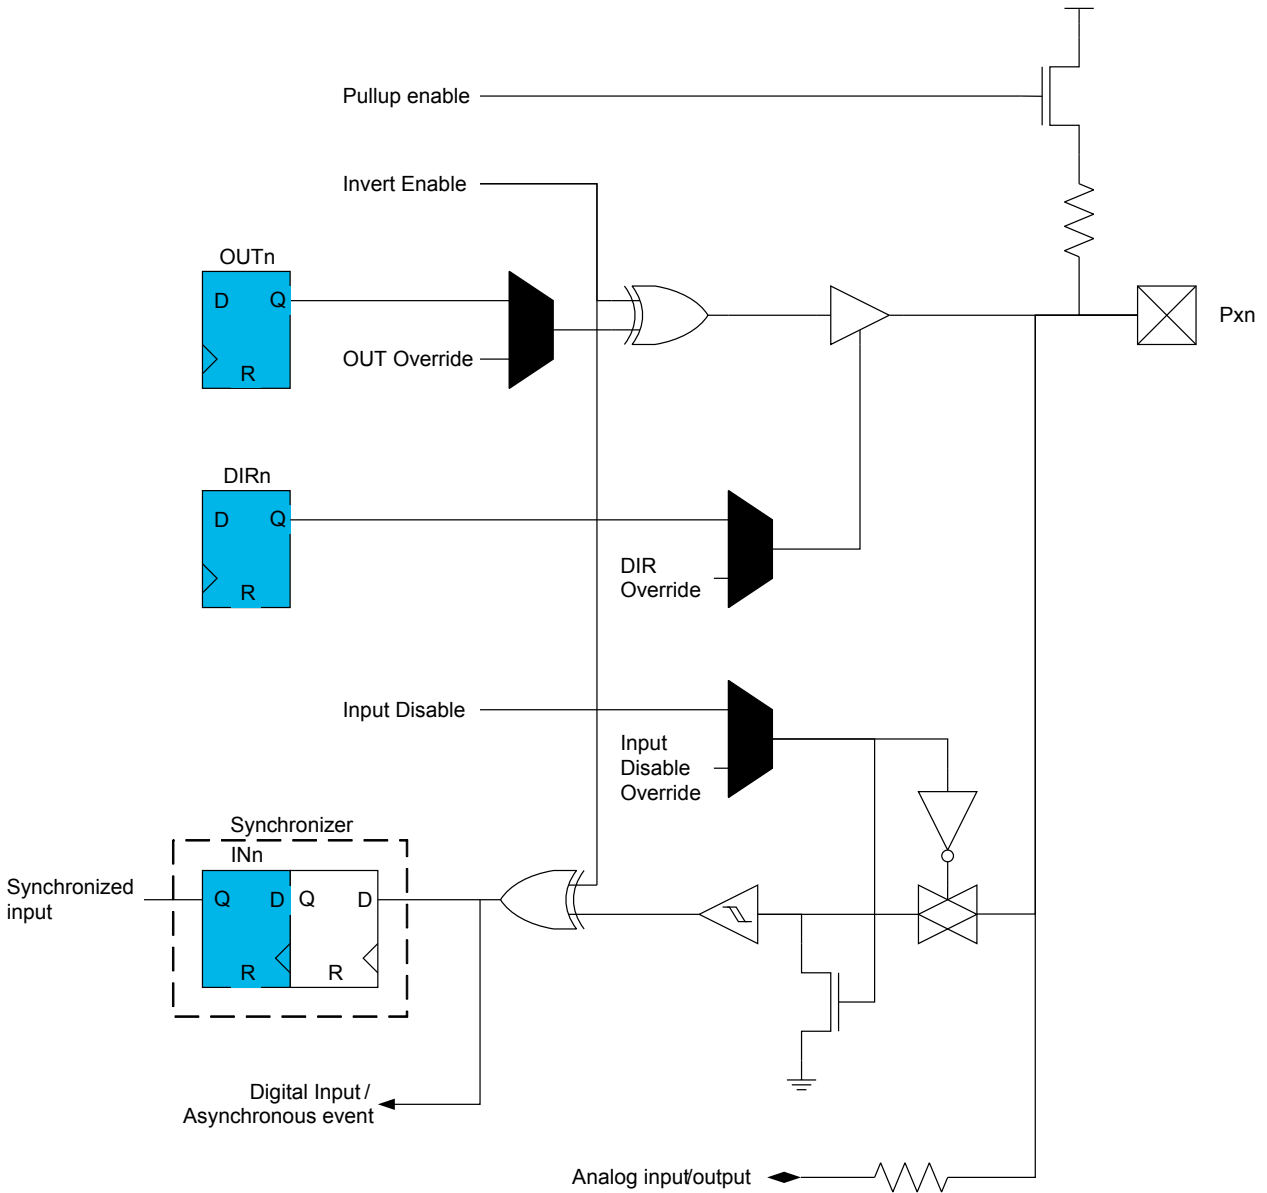 Pullup enable
Invert Enable
OUTn
D Q
R
OUT Override
Pxn
DIRn
D Q
R
DIR
Override
Input Disable
Input
Disable
Override
Synchronizer
INn
Synchronized
input
Q D Q D
R R
Digital Input /
Asynchronous event
Analog input/output